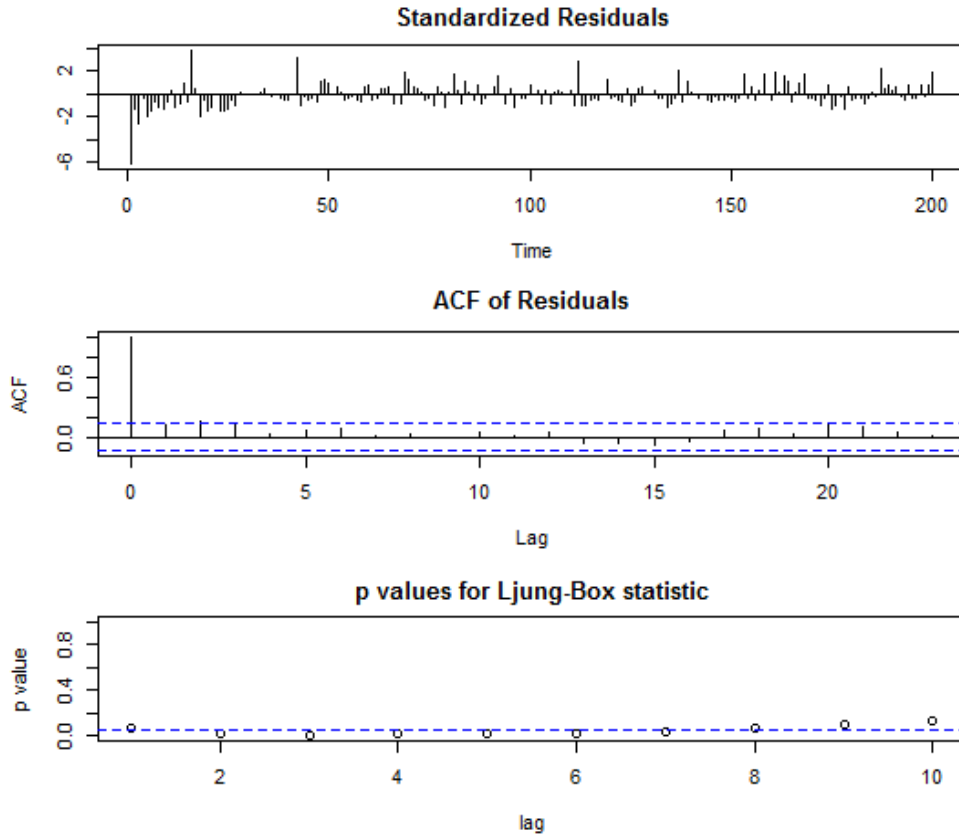 Standardized Residuals
2
-2
-6
0 50 100 150 200
Time
ACF of Residuals
ACF
0.6
0.0
0 5 10 15 20
Lag
p values for Ljung-Box statistic
p value
0.8
0.4
0.0
2 4 6 8 10
lag